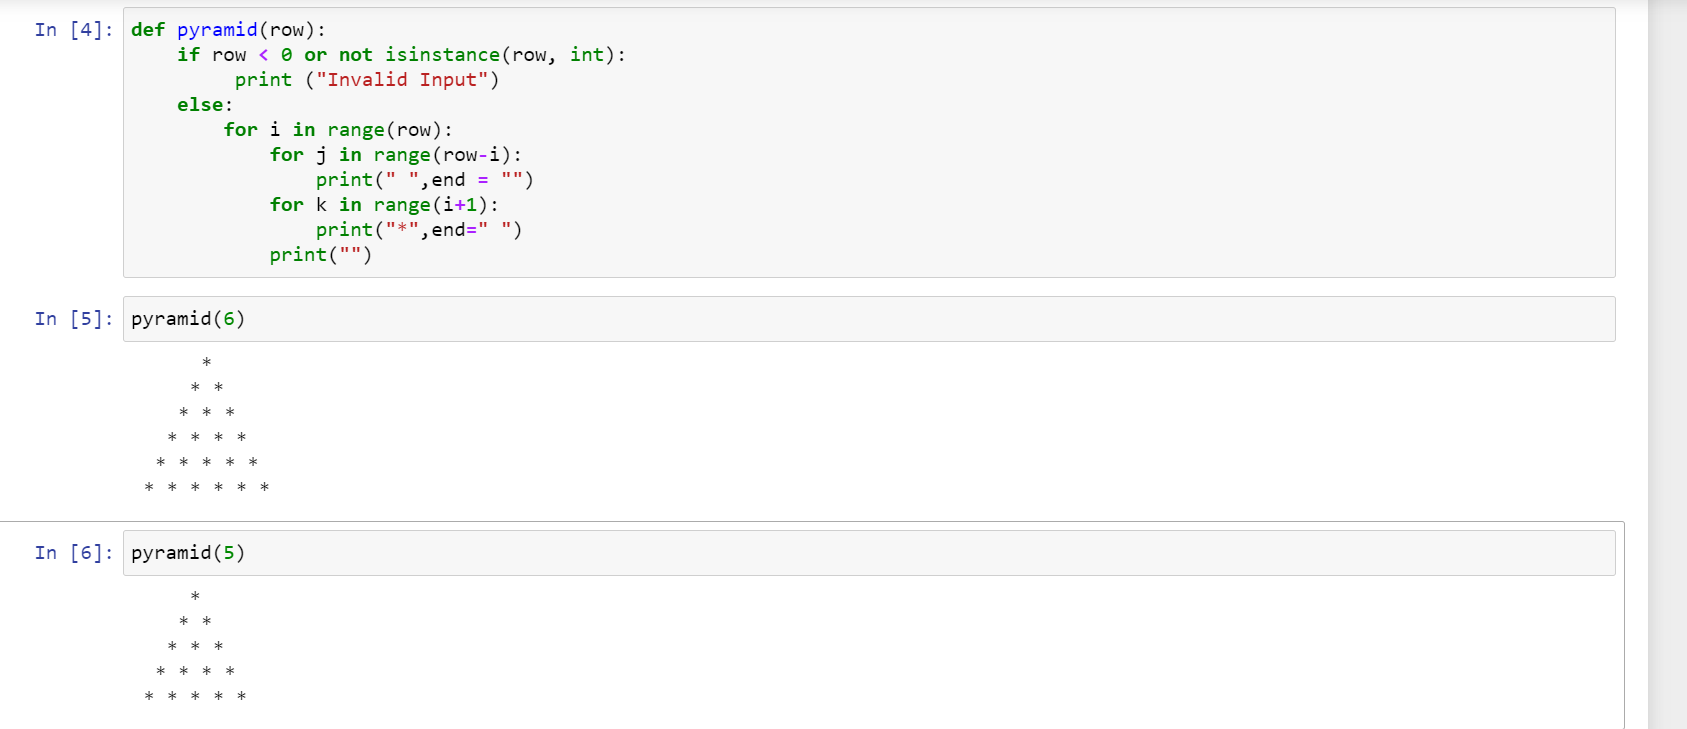 In [4]: def pyramid(row):
    if row < 0 or not isinstance(row, int):
         print ("Invalid Input")
    else:
        for i in range(row):
            for j in range(row-i):
                print(" ",end = "")
            for k in range(i+1):
                print("*",end=" ")
            print("")
In [5]: pyramid(6)
      *
     * *
    * * *
   * * * *
  * * * * *
 * * * * * *
In [6]: pyramid(5)
     *
    * *
   * * *
  * * * *
 * * * * *